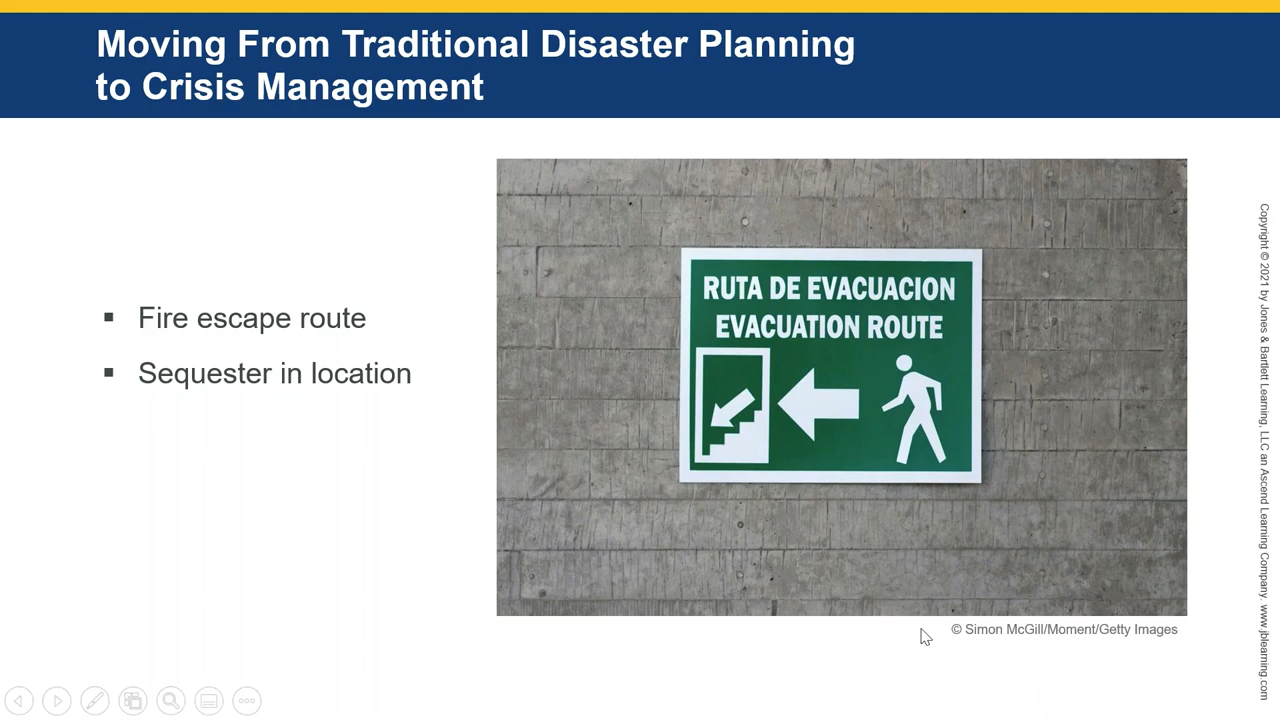 Moving From Traditional Disaster Planning
to Crisis Management
▪ Fire escape route
▪ Sequester in location
RUTA DE EVACUACION
EVACUATION ROUTE
© Simon McGill/Moment/Getty Images
Copyright © 2021 by Jones & Bartlett Learning, LLC an Ascend Learning Company. www.jblearning.com